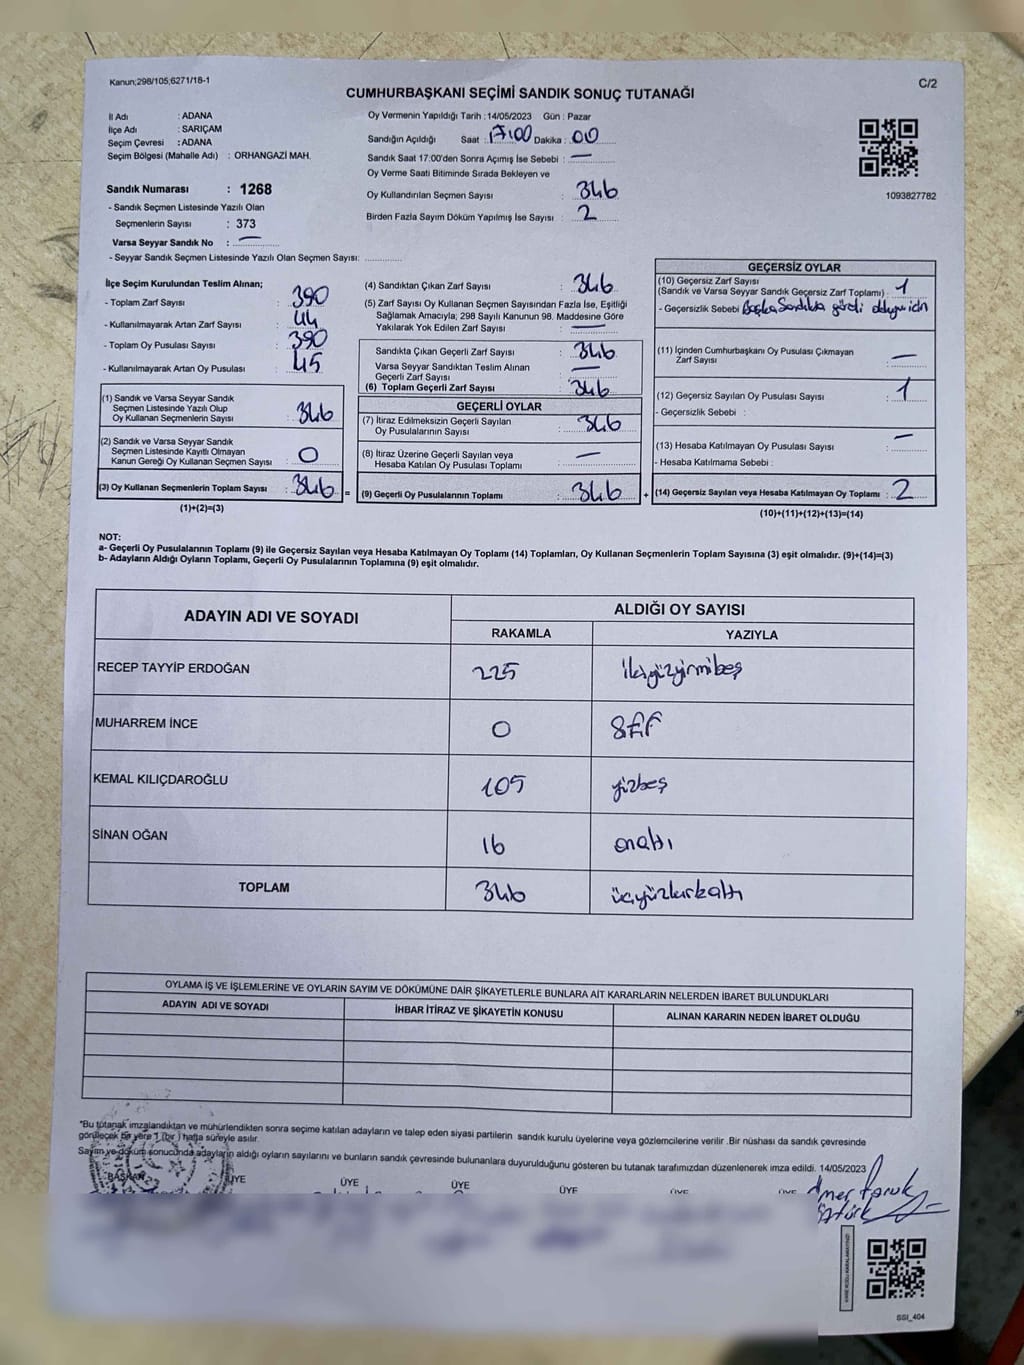 Kanun;298/105,6271/18-1
C/2
CUMHURBAŞKANI SEÇİMİ SANDIK SONUÇ TUTANAĞI
İl Adı : ADANA
İlçe Adı : SARIÇAM
Seçim Çevresi : ADANA
Seçim Bölgesi (Mahalle Adı) : ORHANGAZİ MAH.
Sandık Numarası : 1268
- Sandık Seçmen Listesinde Yazılı Olan
Seçmenlerin Sayısı : 373
Varsa Seyyar Sandık No : —
- Seyyar Sandık Seçmen Listesinde Yazılı Olan Seçmen Sayısı:
Oy Vermenin Yapıldığı Tarih : 14/05/2023 Gün : Pazar
Sandığın Açıldığı Saat : 17:00 Dakika : 00
Sandık Saat 17:00'den Sonra Açımış İse Sebebi : —
Oy Verme Saati Bitiminde Sırada Bekleyen ve
Oy Kullandırılan Seçmen Sayısı : 346
Birden Fazla Sayım Döküm Yapılmış İse Sayısı : 2
1093827782
İlçe Seçim Kurulundan Teslim Alınan;
- Toplam Zarf Sayısı : 390
- Kullanılmayarak Artan Zarf Sayısı : 44
- Toplam Oy Pusulası Sayısı : 390
- Kullanılmayarak Artan Oy Pusulası : 45
(1) Sandık ve Varsa Seyyar Sandık
Seçmen Listesinde Yazılı Olup
Oy Kullanan Seçmenlerin Sayısı : 346
(2) Sandık ve Varsa Seyyar Sandık
Seçmen Listesinde Kayıtlı Olmayan
Kanun Gereği Oy Kullanan Seçmen Sayısı : 0
(3) Oy Kullanan Seçmenlerin Toplam Sayısı : 346
(1)+(2)=(3)
(4) Sandıktan Çıkan Zarf Sayısı : 346
(5) Zarf Sayısı Oy Kullanan Seçmen Sayısından Fazla İse, Eşitliği
Sağlamak Amacıyla; 298 Sayılı Kanunun 98. Maddesine Göre
Yakılarak Yok Edilen Zarf Sayısı : —
Sandıkta Çıkan Geçerli Zarf Sayısı : 346
Varsa Seyyar Sandıktan Teslim Alınan
Geçerli Zarf Sayısı : —
(6) Toplam Geçerli Zarf Sayısı : 346
GEÇERLİ OYLAR
(7) İtiraz Edilmeksizin Geçerli Sayılan
Oy Pusulalarının Sayısı : 346
(8) İtiraz Üzerine Geçerli Sayılan veya
Hesaba Katılan Oy Pusulası Toplamı : —
= (9) Geçerli Oy Pusulalarının Toplamı : 346
GEÇERSİZ OYLAR
(10) Geçersiz Zarf Sayısı
(Sandık ve Varsa Seyyar Sandık Geçersiz Zarf Toplamı) : 1
- Geçersizlik Sebebi : Başka Sandıkta girdi olduğu için
(11) İçinden Cumhurbaşkanı Oy Pusulası Çıkmayan
Zarf Sayısı : —
(12) Geçersiz Sayılan Oy Pusulası Sayısı : 1
- Geçersizlik Sebebi :
(13) Hesaba Katılmayan Oy Pusulası Sayısı : —
- Hesaba Katılmama Sebebi :
+ (14) Geçersiz Sayılan veya Hesaba Katılmayan Oy Toplamı : 2
(10)+(11)+(12)+(13)=(14)
NOT:
a- Geçerli Oy Pusulalarının Toplamı (9) ile Geçersiz Sayılan veya Hesaba Katılmayan Oy Toplamı (14) Toplamları, Oy Kullanan Seçmenlerin Toplam Sayısına (3) eşit olmalıdır. (9)+(14)=(3)
b- Adayların Aldığı Oyların Toplamı, Geçerli Oy Pusulalarının Toplamına (9) eşit olmalıdır.
ADAYIN ADI VE SOYADI
ALDIĞI OY SAYISI
RAKAMLA YAZIYLA
RECEP TAYYİP ERDOĞAN 225 ikiyüzyirmibeş
MUHARREM İNCE 0 Sıfır
KEMAL KILIÇDAROĞLU 105 yüzbeş
SİNAN OĞAN 16 onaltı
TOPLAM 346 üçyüzkırkaltı
OYLAMA İŞ VE İŞLEMLERİNE VE OYLARIN SAYIM VE DÖKÜMÜNE DAİR ŞİKAYETLERLE BUNLARA AİT KARARLARIN NELERDEN İBARET BULUNDUKLARI
ADAYIN ADI VE SOYADI İHBAR İTİRAZ VE ŞİKAYETİN KONUSU ALINAN KARARIN NEDEN İBARET OLDUĞU
"Bu tutanak imzalandıktan ve mühürlendikten sonra seçime katılan adayların ve talep eden siyasi partilerin sandık kurulu üyelerine veya gözlemcilerine verilir .Bir nüshası da sandık çevresinde
görülecek bir yere 1 (bir ) hafta süreyle asılır.
Sayım ve döküm sonucunda adayların aldığı oyların sayılarını ve bunların sandık çevresinde bulunanlara duyurulduğunu gösteren bu tutanak tarafımızdan düzenlenerek imza edildi. 14/05/2023
BAŞKAN ÜYE ÜYE ÜYE ÜYE ÜYE ÜYE
Ömer Faruk
Öztürk
SSI_404